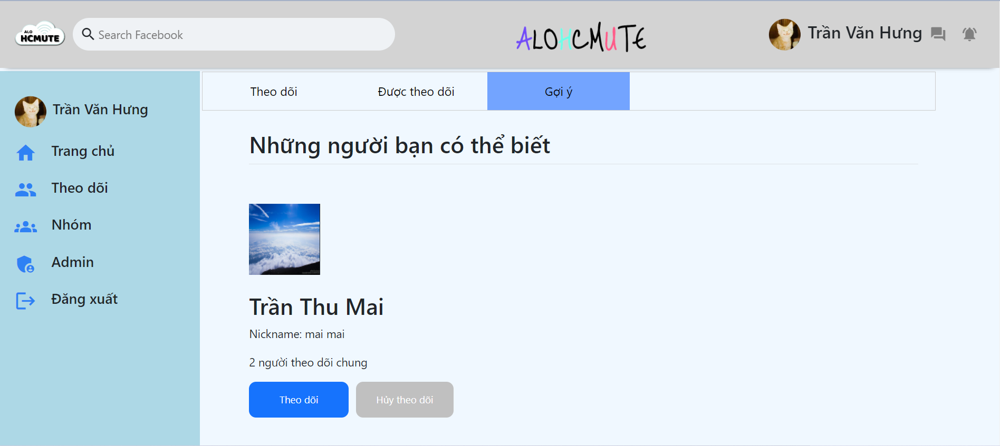 ALO
HCMUTE
Search Facebook
ALOHCMUTE
Trần Văn Hưng
Trần Văn Hưng
Trang chủ
Theo dõi
Nhóm
Admin
Đăng xuất
Theo dõi
Được theo dõi
Gợi ý
Những người bạn có thể biết
Trần Thu Mai
Nickname: mai mai
2 người theo dõi chung
Theo dõi
Hủy theo dõi